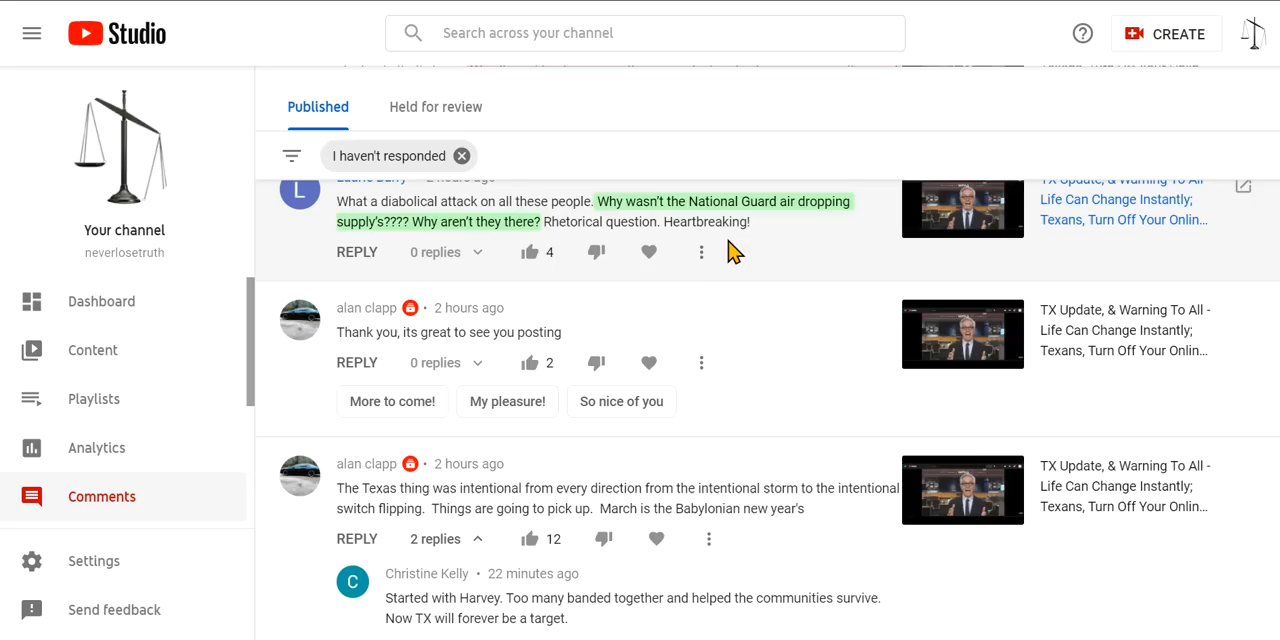 Studio
Search across your channel
CREATE
Your channel
neverlosetruth
Dashboard
Content
Playlists
Analytics
Comments
Settings
Send feedback
Published
Held for review
I haven't responded
What a diabolical attack on all these people. Why wasn't the National Guard air dropping
supply's???? Why aren't they there? Rhetorical question. Heartbreaking!
REPLY 0 replies 4
TX Update, & Warning To All -
Life Can Change Instantly;
Texans, Turn Off Your Onlin...
alan clapp • 2 hours ago
Thank you, its great to see you posting
REPLY 0 replies 2
More to come! My pleasure! So nice of you
TX Update, & Warning To All -
Life Can Change Instantly;
Texans, Turn Off Your Onlin...
alan clapp • 2 hours ago
The Texas thing was intentional from every direction from the intentional storm to the intentional
switch flipping.  Things are going to pick up.  March is the Babylonian new year's
REPLY 2 replies 12
TX Update, & Warning To All -
Life Can Change Instantly;
Texans, Turn Off Your Onlin...
C
Christine Kelly • 22 minutes ago
Started with Harvey. Too many banded together and helped the communities survive.
Now TX will forever be a target.
L